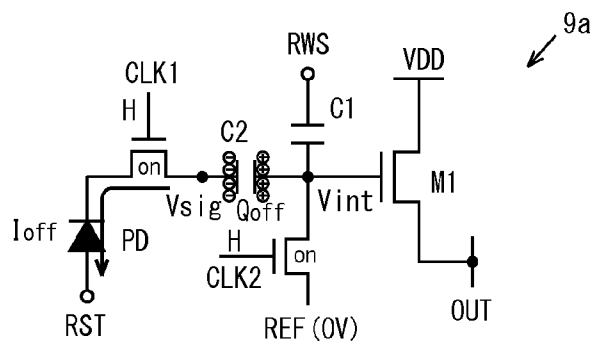 9a
RWS
VDD
CLK1
H
C1
C2
on
M1
Vsig
Qoff
Vint
Ioff
PD
H
on
CLK2
RST
REF(0V)
OUT